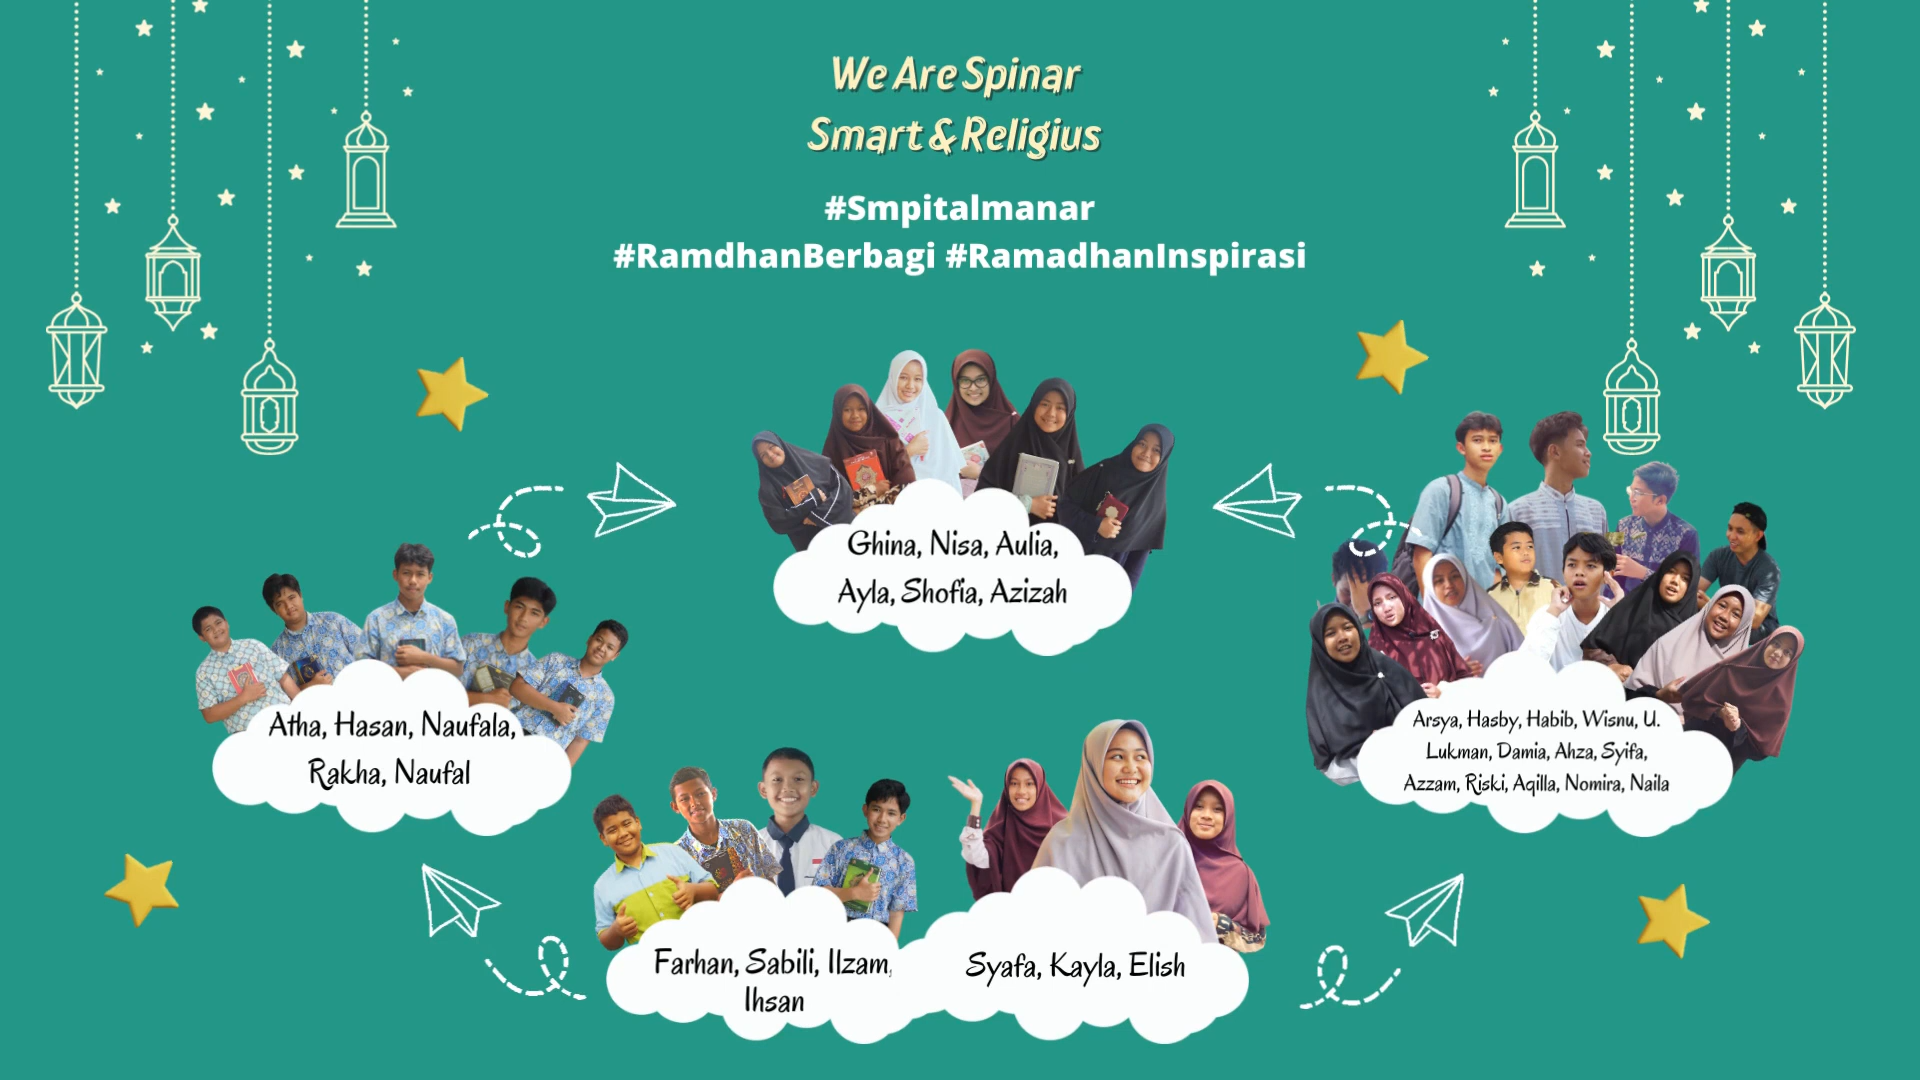 We Are Spinar
Smart & Religius
#Smpitalmanar
#RamdhanBerbagi #RamadhanInspirasi
Ghina, Nisa, Aulia,
Ayla, Shofia, Azizah
Atha, Hasan, Naufala,
Rakha, Naufal
Arsya, Hasby, Habib, Wisnu, U.
Lukman, Damia, Ahza, Syifa,
Azzam, Riski, Aqilla, Nomira, Naila
Farhan, Sabili, Ilzam,
Ihsan
Syafa, Kayla, Elish